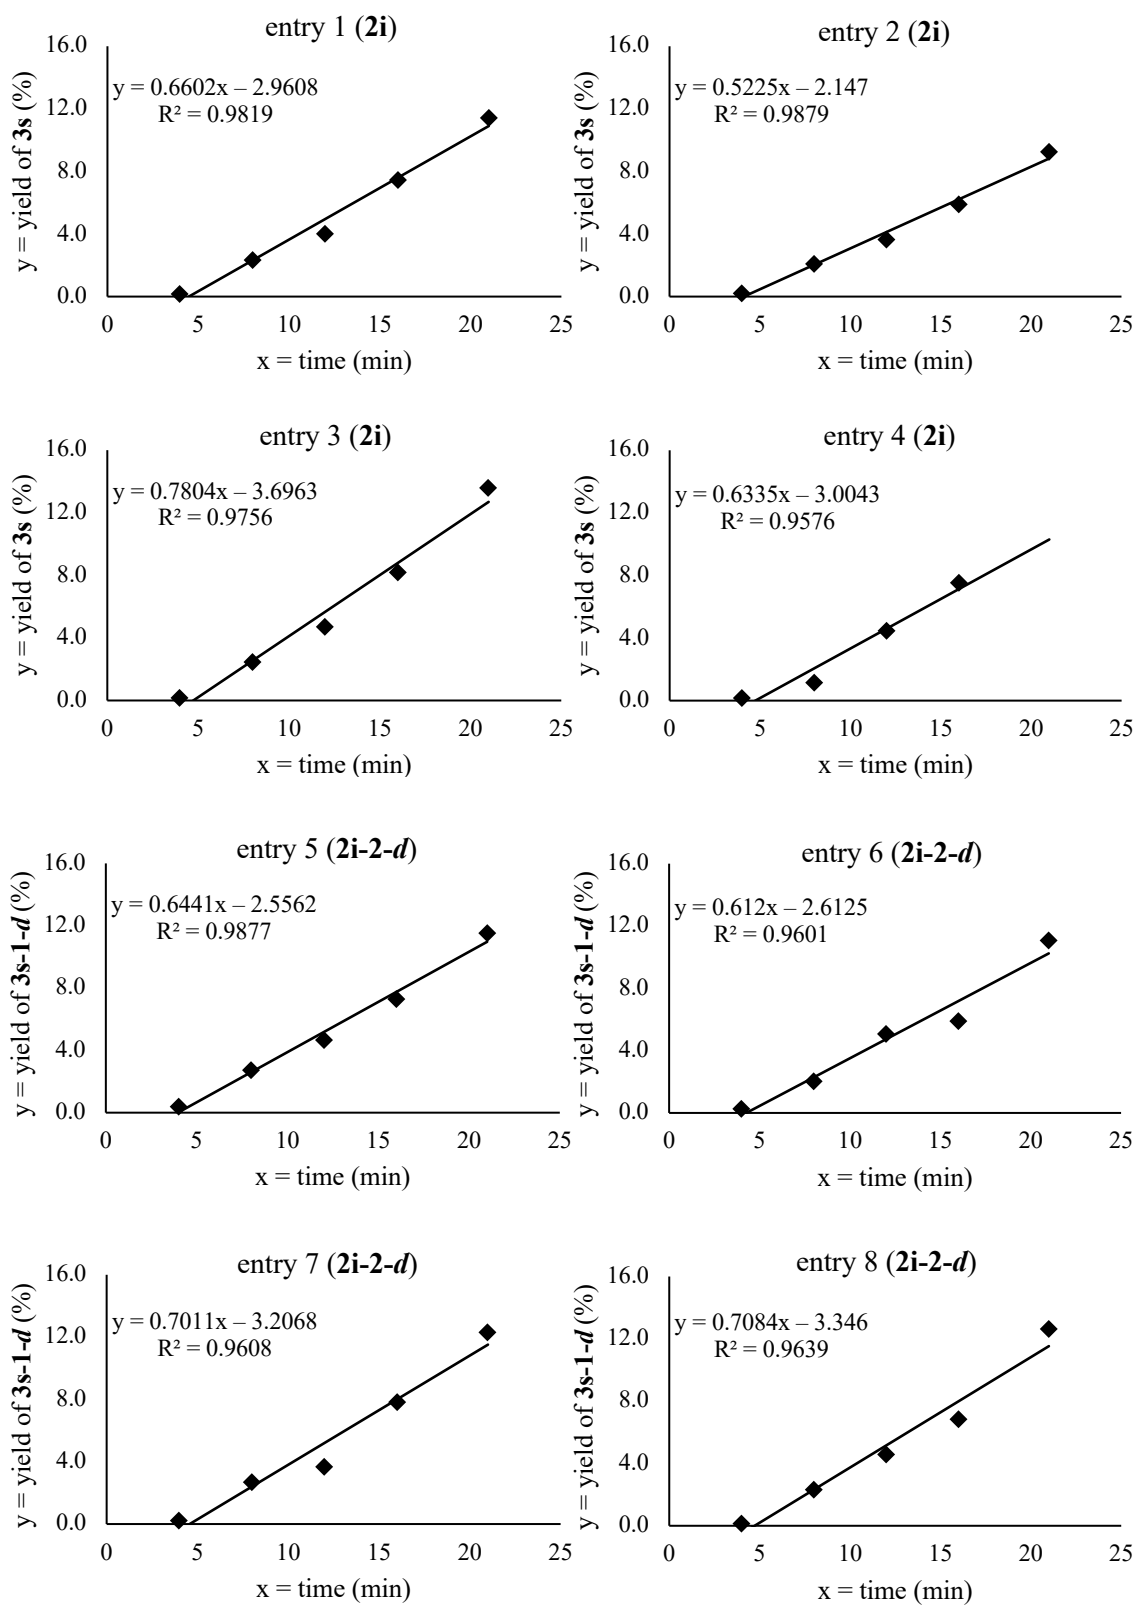 entry 1 (2i)
y = yield of 3s (%)
16.0
12.0
8.0
4.0
0.0
y = 0.6602x – 2.9608
R² = 0.9819
0 5 10 15 20 25
x = time (min)
entry 2 (2i)
y = yield of 3s (%)
16.0
12.0
8.0
4.0
0.0
y = 0.5225x – 2.147
R² = 0.9879
0 5 10 15 20 25
x = time (min)
entry 3 (2i)
y = yield of 3s (%)
16.0
12.0
8.0
4.0
0.0
y = 0.7804x – 3.6963
R² = 0.9756
0 5 10 15 20 25
x = time (min)
entry 4 (2i)
y = yield of 3s (%)
16.0
12.0
8.0
4.0
0.0
y = 0.6335x – 3.0043
R² = 0.9576
0 5 10 15 20 25
x = time (min)
entry 5 (2i-2-d)
y = yield of 3s-1-d (%)
16.0
12.0
8.0
4.0
0.0
y = 0.6441x – 2.5562
R² = 0.9877
0 5 10 15 20 25
x = time (min)
entry 6 (2i-2-d)
y = yield of 3s-1-d (%)
16.0
12.0
8.0
4.0
0.0
y = 0.612x – 2.6125
R² = 0.9601
0 5 10 15 20 25
x = time (min)
entry 7 (2i-2-d)
y = yield of 3s-1-d (%)
16.0
12.0
8.0
4.0
0.0
y = 0.7011x – 3.2068
R² = 0.9608
0 5 10 15 20 25
x = time (min)
entry 8 (2i-2-d)
y = yield of 3s-1-d (%)
16.0
12.0
8.0
4.0
0.0
y = 0.7084x – 3.346
R² = 0.9639
0 5 10 15 20 25
x = time (min)